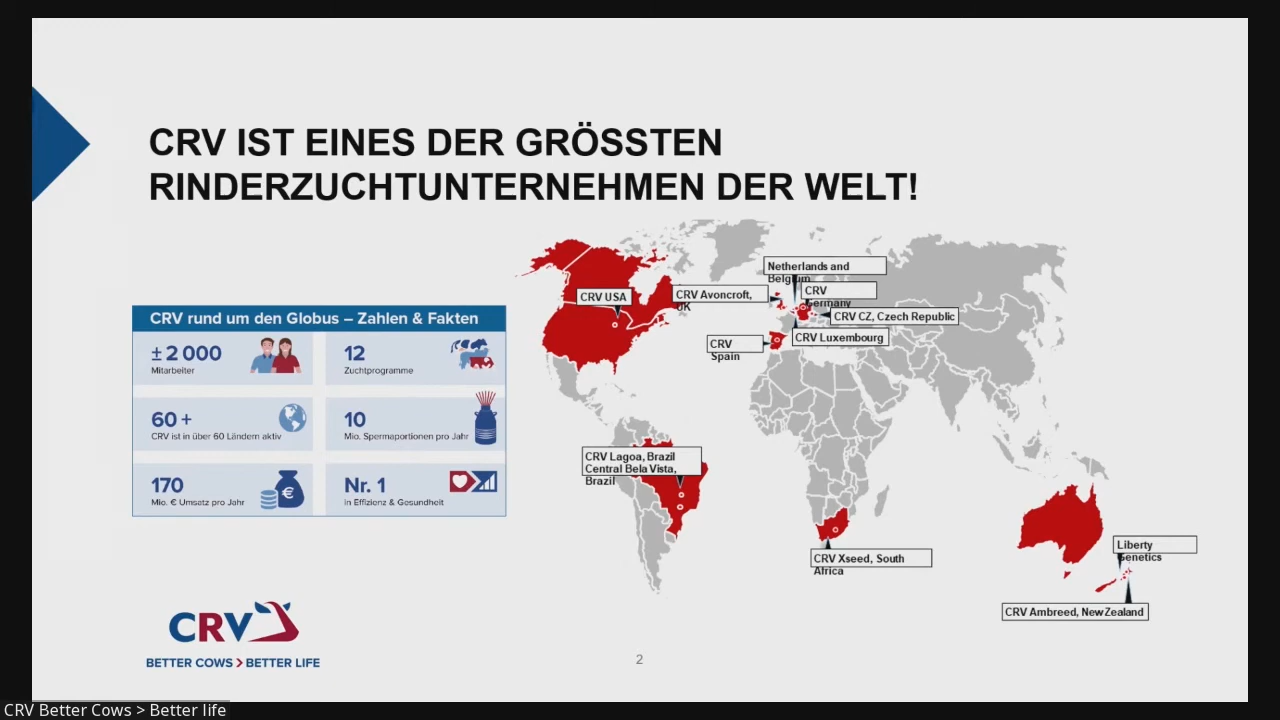 CRV IST EINES DER GRÖSSTEN
RINDERZUCHTUNTERNEHMEN DER WELT!
CRV rund um den Globus – Zahlen & Fakten
± 2 000
Mitarbeiter
12
Zuchtprogramme
60 +
CRV ist in über 60 Ländern aktiv
10
Mio. Spermaportionen pro Jahr
170
Mio. € Umsatz pro Jahr
Nr. 1
in Effizienz & Gesundheit
€
Netherlands and
Belgium
CRV USA
CRV Avoncroft,
UK
CRV
Germany
CRV CZ, Czech Republic
CRV
Spain
CRV Luxembourg
CRV Lagoa, Brazil
Central Bela Vista,
Brazil
CRV Xseed, South
Africa
Liberty
Genetics
CRV Ambreed, New Zealand
CRV
BETTER COWS > BETTER LIFE
2
CRV Better Cows > Better life